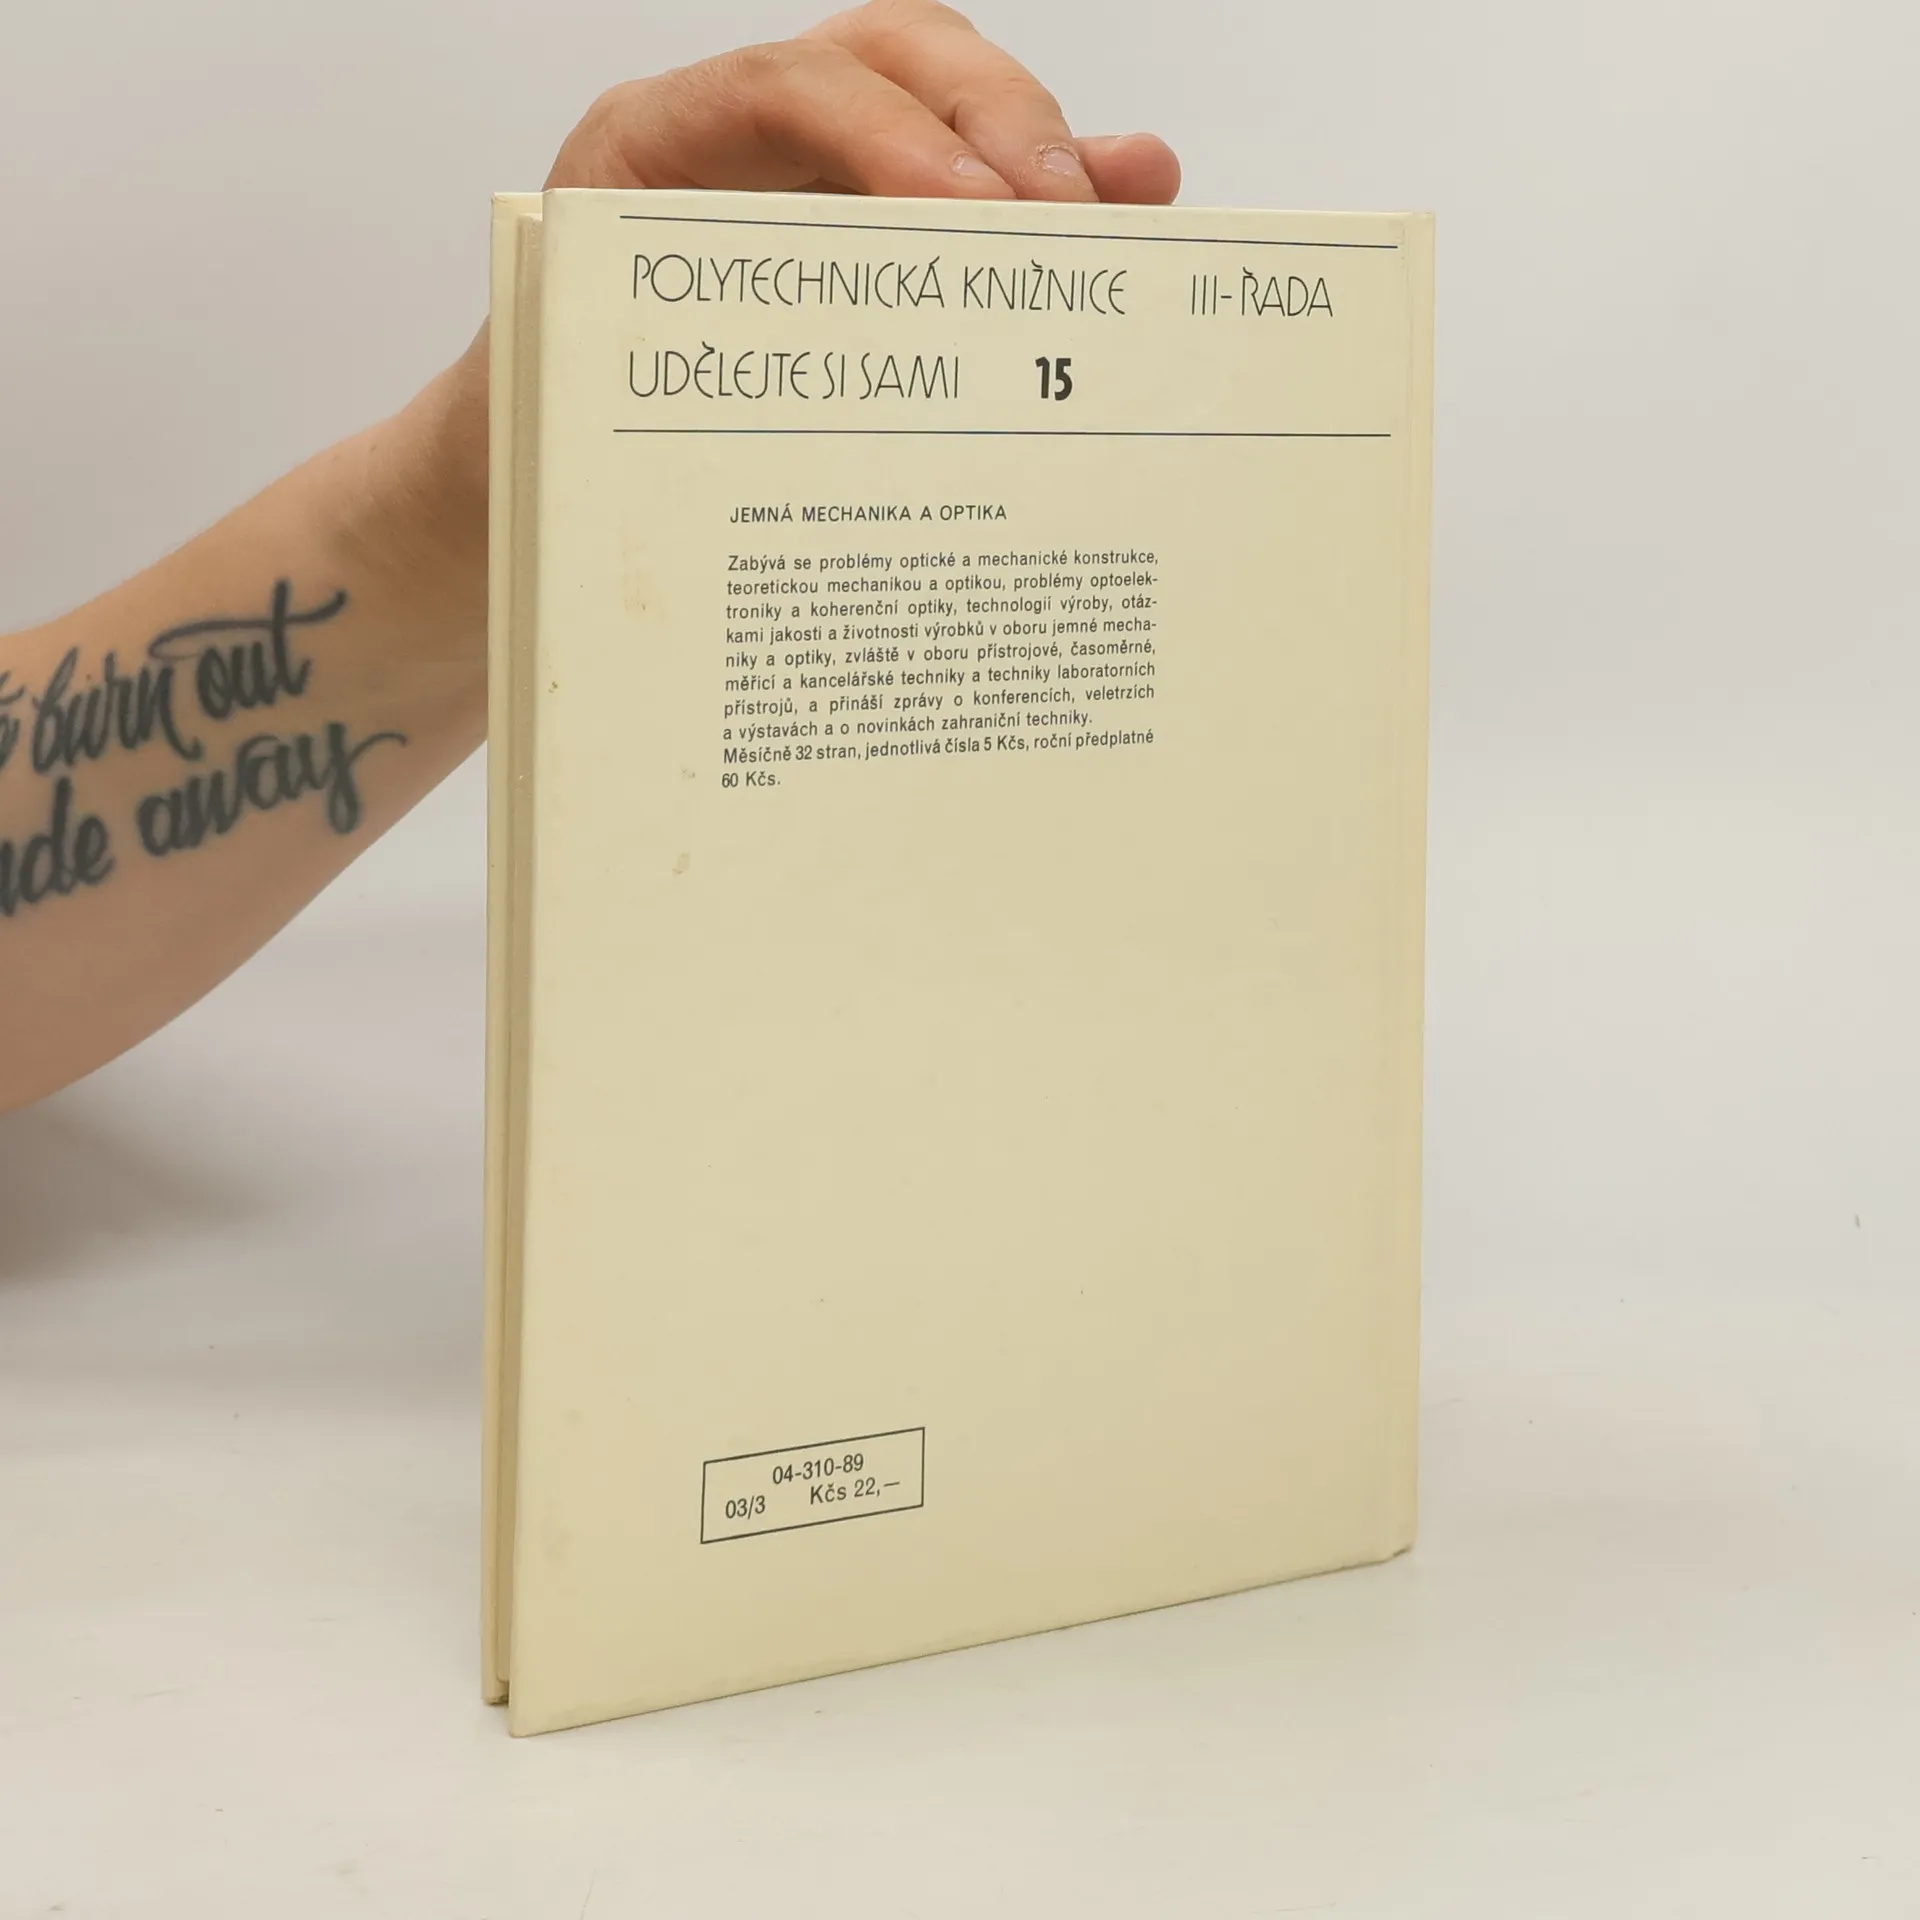 POLYTECHNICKÁ KNIŽNICE III-ŘADA
UDĚLEJTE SI SAMI 15
JEMNÁ MECHANIKA A OPTIKA
Zabývá se problémy optické a mechanické konstrukce,
teoretickou mechanikou a optikou, problémy optoelek-
troniky a koherenční optiky, technologií výroby, otáz-
kami jakosti a životnosti výrobků v oboru jemné mecha-
niky a optiky, zvláště v oboru přístrojové, časoměrné,
měřicí a kancelářské techniky a techniky laboratorních
přístrojů, a přináší zprávy o konferencích, veletrzích
a výstavách a o novinkách zahraniční techniky.
Měsíčně 32 stran, jednotlivá čísla 5 Kčs, roční předplatné
60 Kčs.
04-310-89
03/3 Kčs 22,—
burn out
away